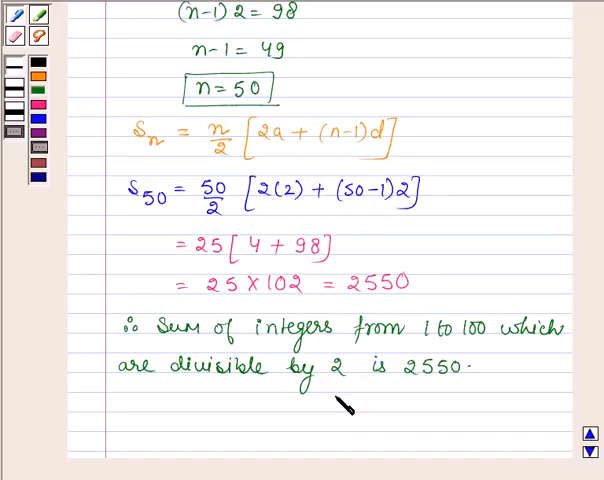 (n-1) 2 = 98
n-1 = 49
n = 50
Sn = n/2 [2a + (n-1)d]
S50 = 50/2 [2(2) + (50-1)2]
= 25[4 + 98]
= 25 × 102 = 2550
∴ Sum of integers from 1 to 100 which
are divisible by 2 is 2550.